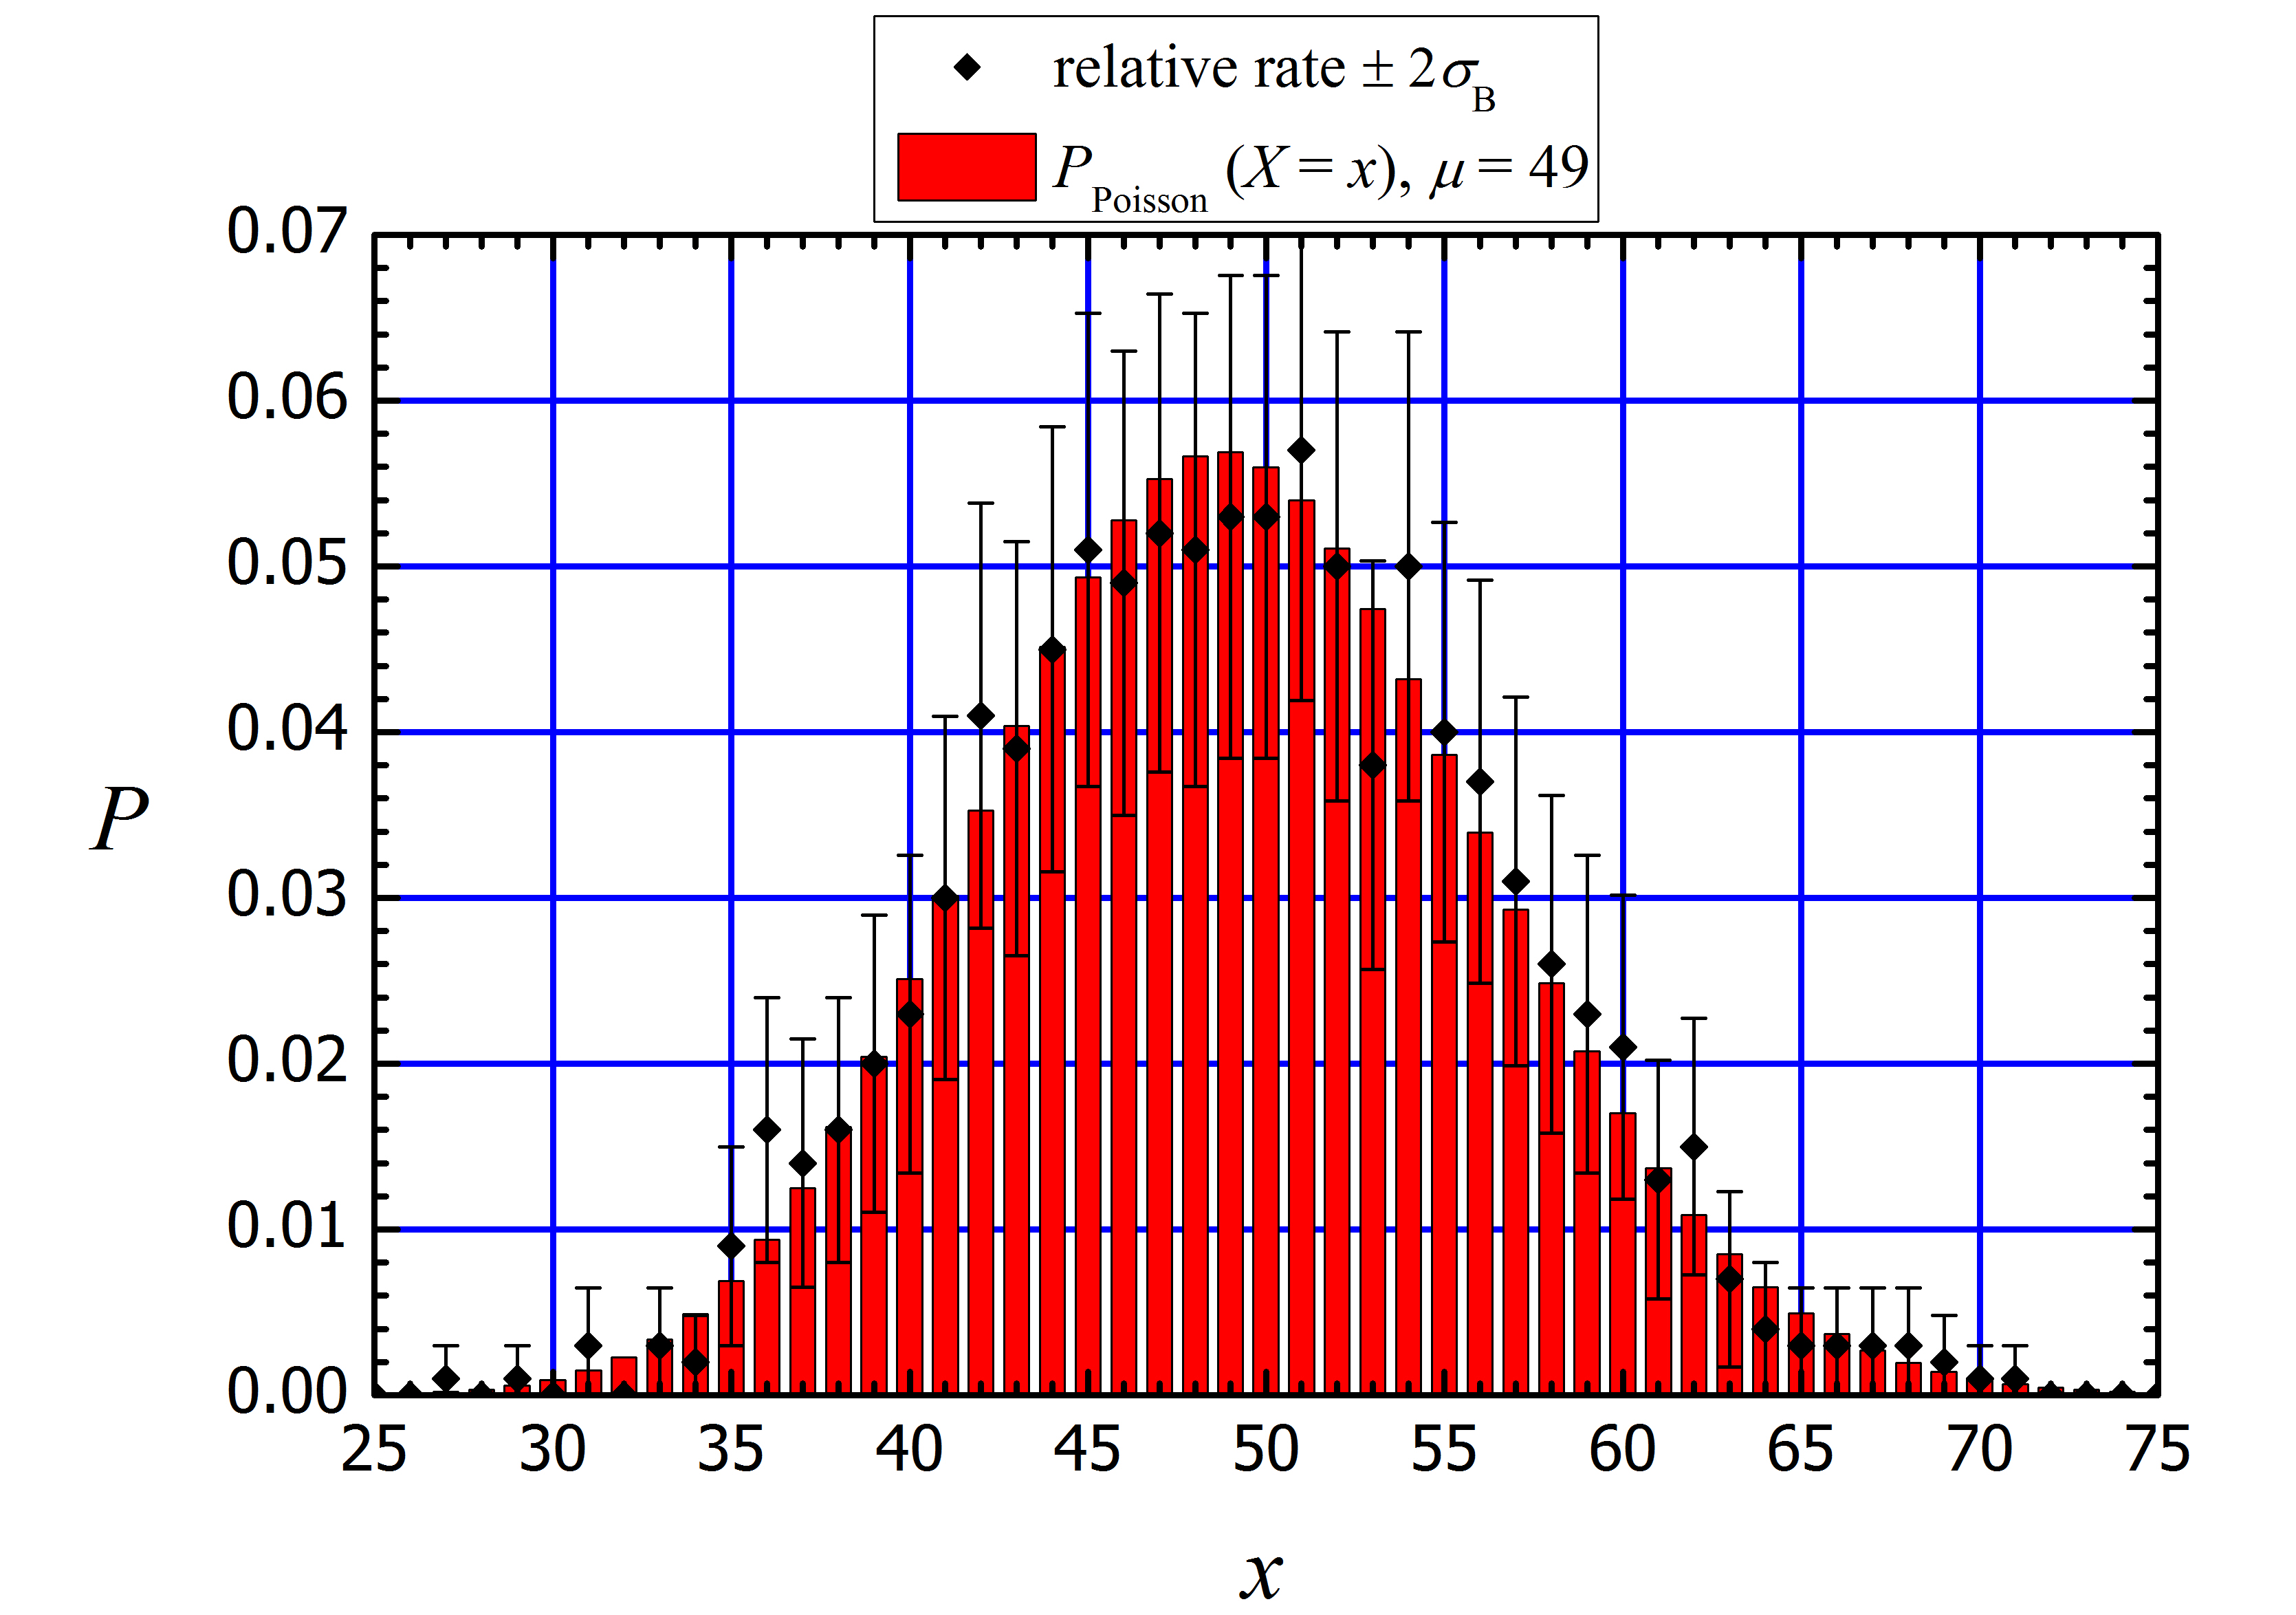 relative rate ± 2σB
PPoisson (X = x), μ = 49
0.07
0.06
0.05
0.04
0.03
0.02
0.01
0.00
P
25 30 35 40 45 50 55 60 65 70 75
x